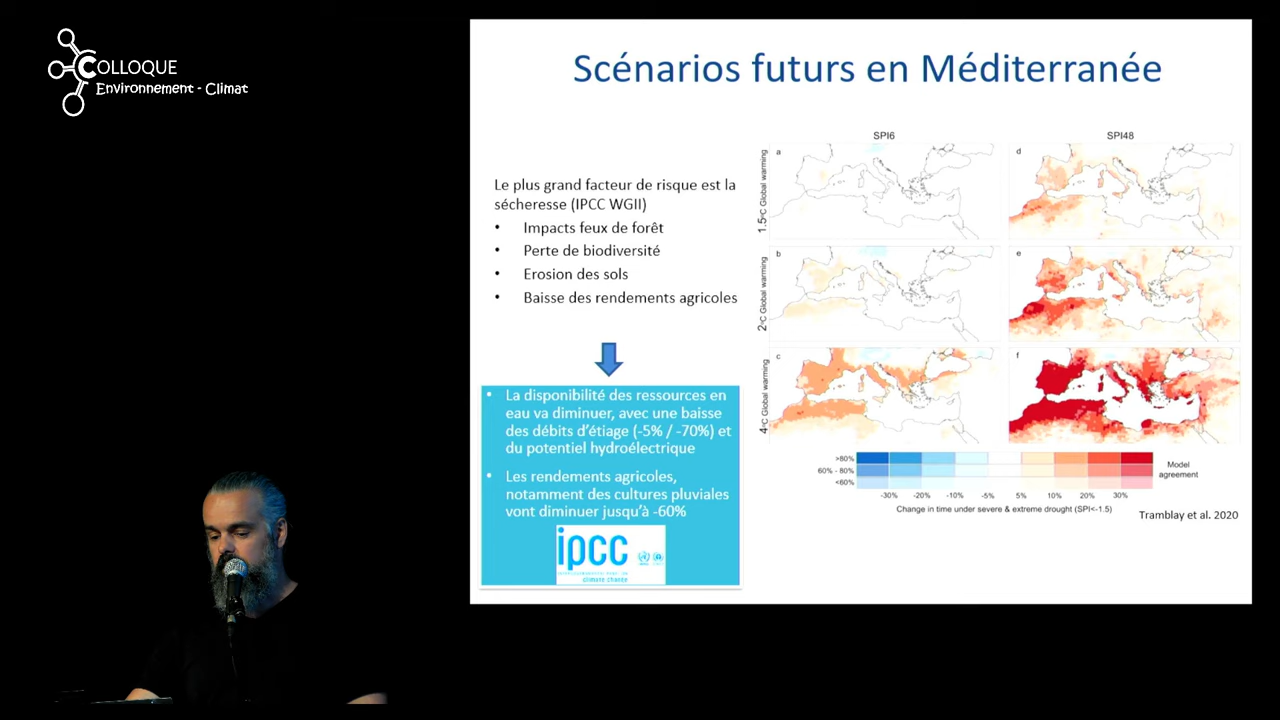 COLLOQUE
Environnement - Climat
Scénarios futurs en Méditerranée
Le plus grand facteur de risque est la
sécheresse (IPCC WGII)
• Impacts feux de forêt
• Perte de biodiversité
• Erosion des sols
• Baisse des rendements agricoles
• La disponibilité des ressources en
eau va diminuer, avec une baisse
des débits d'étiage (-5% / -70%) et
du potentiel hydroélectrique
• Les rendements agricoles,
notamment des cultures pluviales
vont diminuer jusqu'à -60%
ipcc
climate change
SPI6
SPI48
1.5ºC Global warming
a
d
2ºC Global warming
b
e
4ºC Global warming
c
f
>80%
60% - 80%
<60%
Model
agreement
-30% -20% -10% -5% 5% 10% 20% 30%
Change in time under severe & extreme drought (SPI<-1.5)
Tramblay et al. 2020